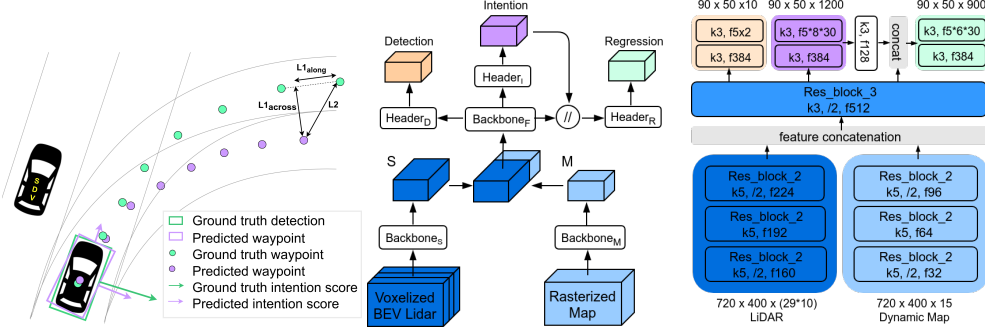 L1along
L1across
L2
S
D
V
Ground truth detection
Predicted waypoint
Ground truth waypoint
Predicted waypoint
Ground truth intention score
Predicted intention score
Intention
Detection
Regression
HeaderI
HeaderD
BackboneF
//
HeaderR
S
M
BackboneS
BackboneM
Voxelized
BEV Lidar
Rasterized
Map
90 x 50 x10
90 x 50 x 1200
90 x 50 x 900
k3, f5x2
k3, f384
k3, f5*8*30
k3, f384
k3, f128
concat
k3, f5*6*30
k3, f384
Res_block_3
k3, /2, f512
feature concatenation
Res_block_2
k5, /2, f224
Res_block_2
k5, f192
Res_block_2
k5, /2, f160
Res_block_2
k5, /2, f96
Res_block_2
k5, f64
Res_block_2
k5, /2, f32
720 x 400 x (29*10)
LiDAR
720 x 400 x 15
Dynamic Map